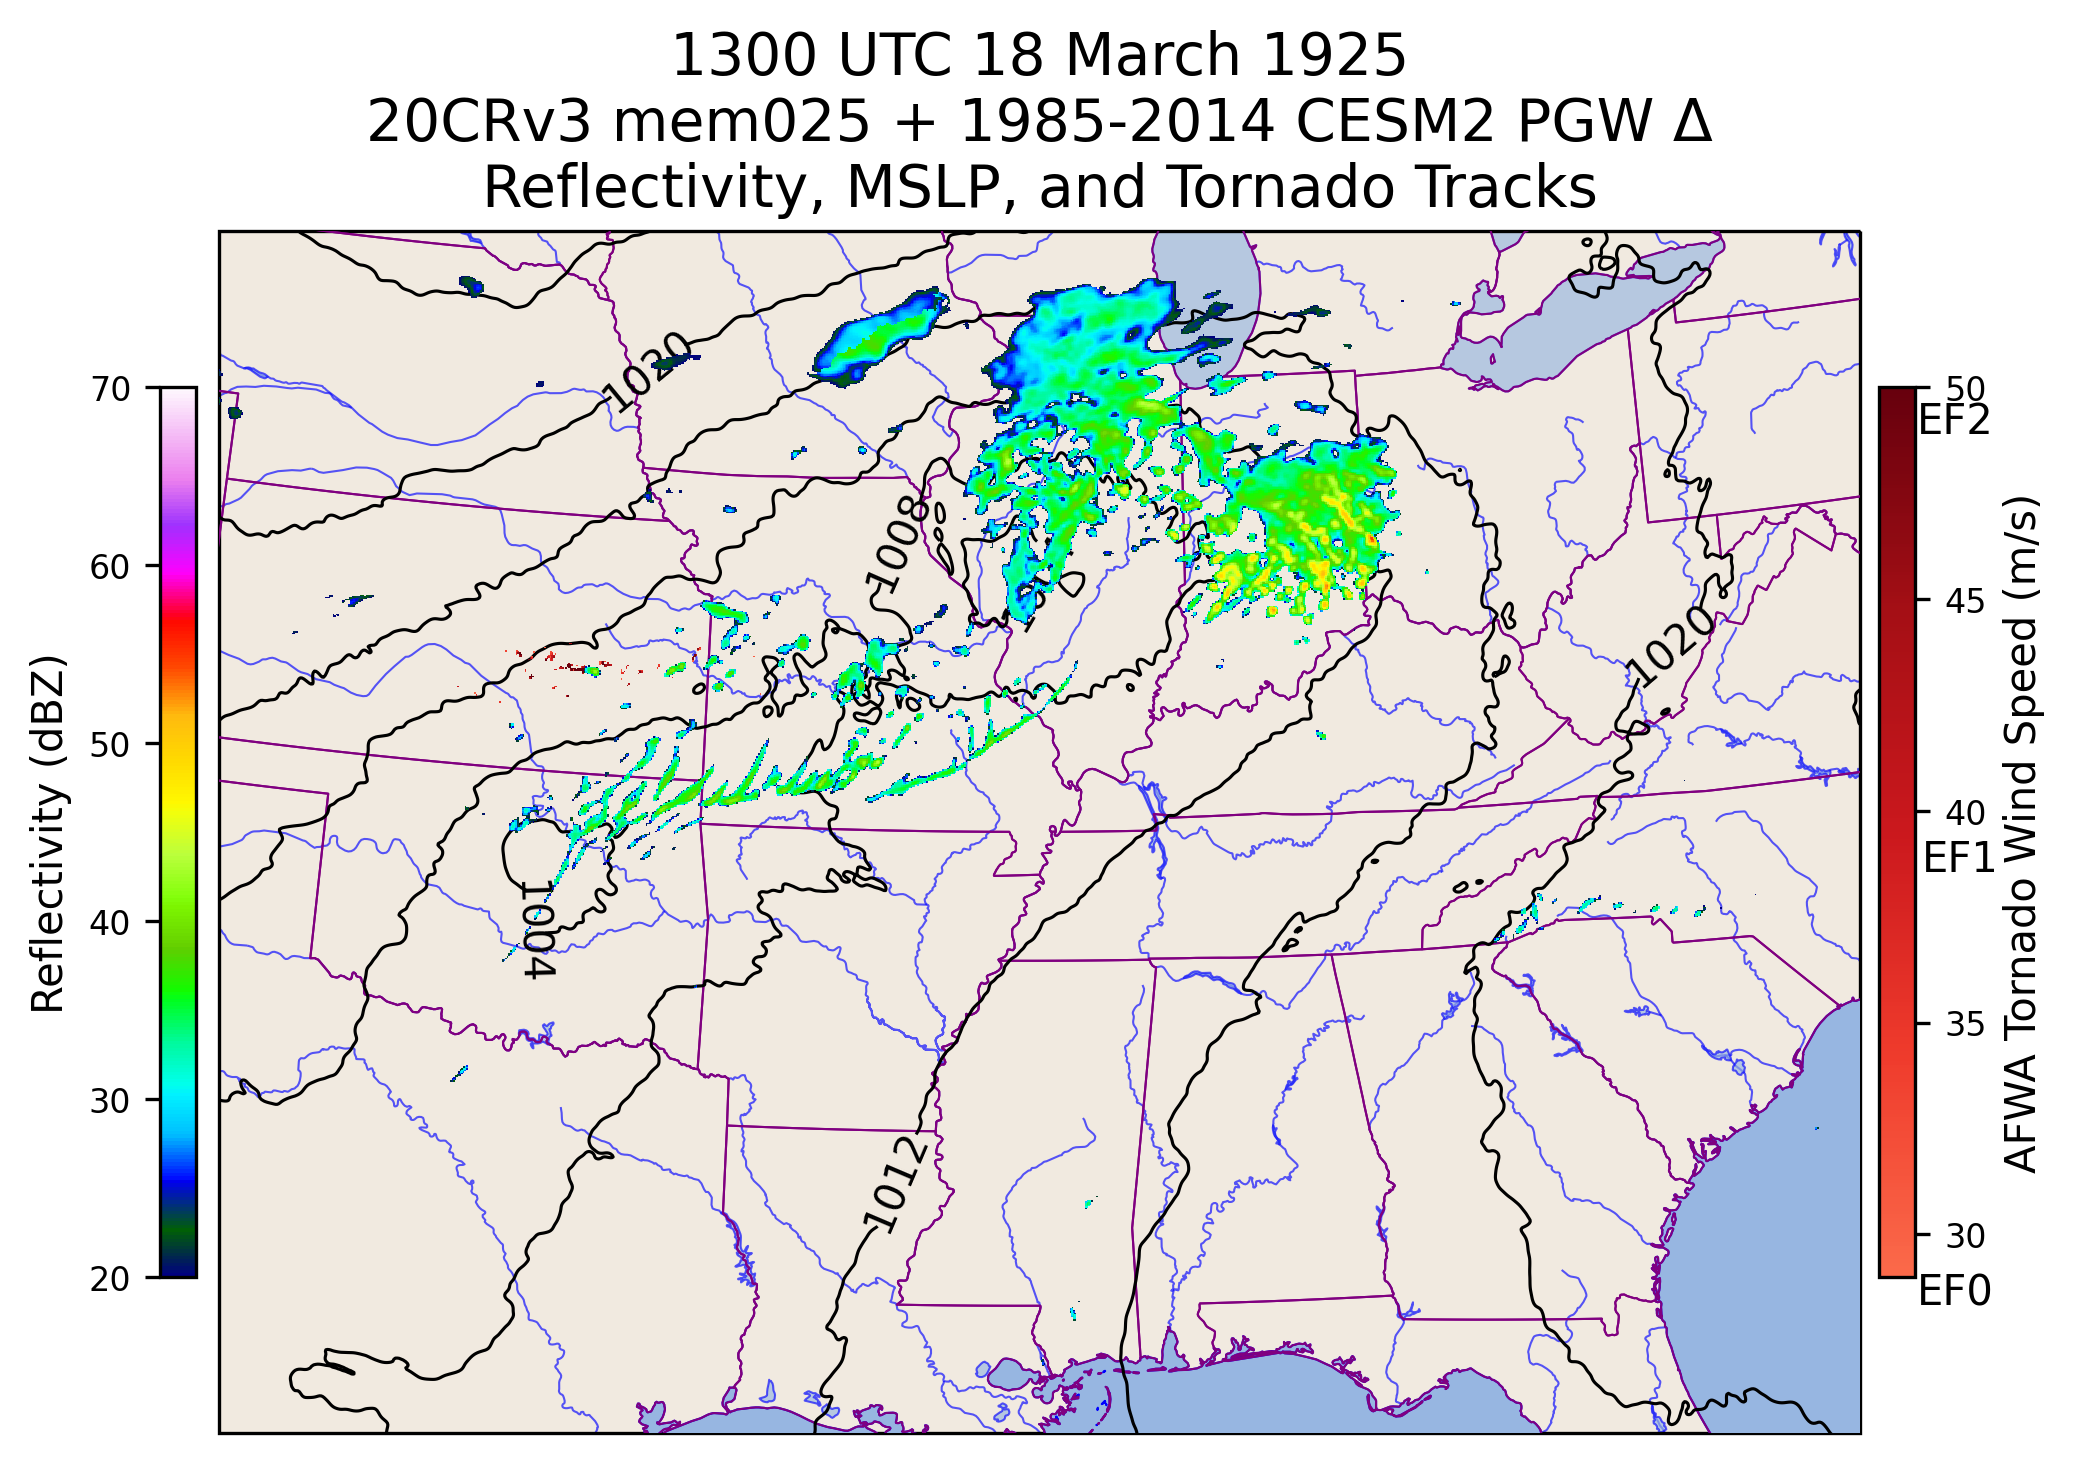 1300 UTC 18 March 1925
20CRv3 mem025 + 1985-2014 CESM2 PGW Δ
Reflectivity, MSLP, and Tornado Tracks
Reflectivity (dBZ)
70
60
50
40
30
20
1020
1008
1020
1004
1012
50
EF2
45
40
EF1
35
30
EF0
AFWA Tornado Wind Speed (m/s)